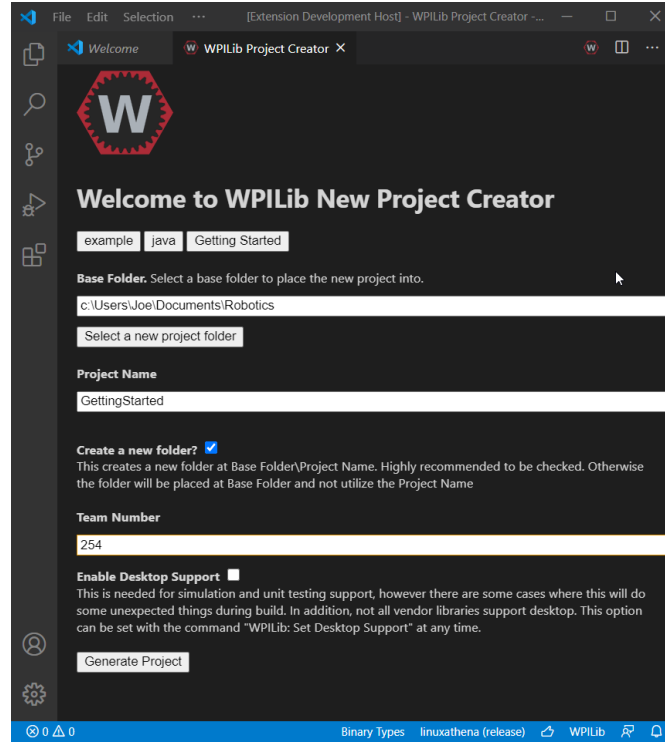 File Edit Selection ··· [Extension Development Host] - WPILib Project Creator -...
Welcome WPILib Project Creator
W
Welcome to WPILib New Project Creator
example java Getting Started
Base Folder. Select a base folder to place the new project into.
c:\Users\Joe\Documents\Robotics
Select a new project folder
Project Name
GettingStarted
Create a new folder?
This creates a new folder at Base Folder\Project Name. Highly recommended to be checked. Otherwise
the folder will be placed at Base Folder and not utilize the Project Name
Team Number
254
Enable Desktop Support
This is needed for simulation and unit testing support, however there are some cases where this will do
some unexpected things during build. In addition, not all vendor libraries support desktop. This option
can be set with the command "WPILib: Set Desktop Support" at any time.
Generate Project
0 0 Binary Types linuxathena (release) WPILib